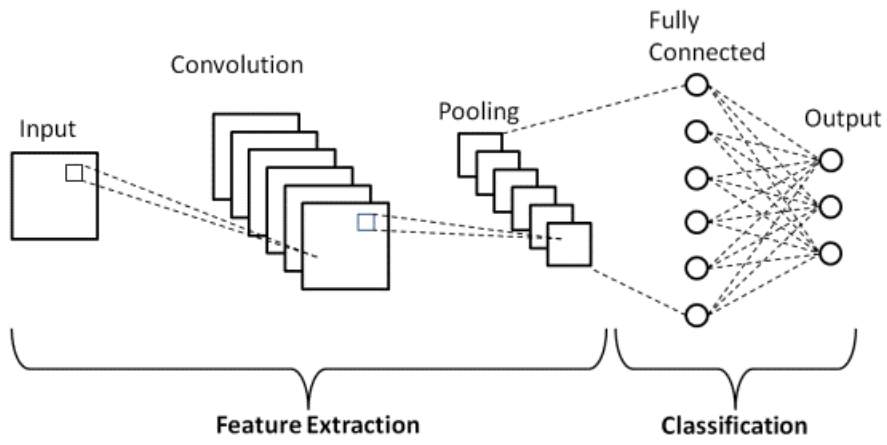 Fully
Connected
Convolution
Pooling
Output
Input
Feature Extraction
Classification